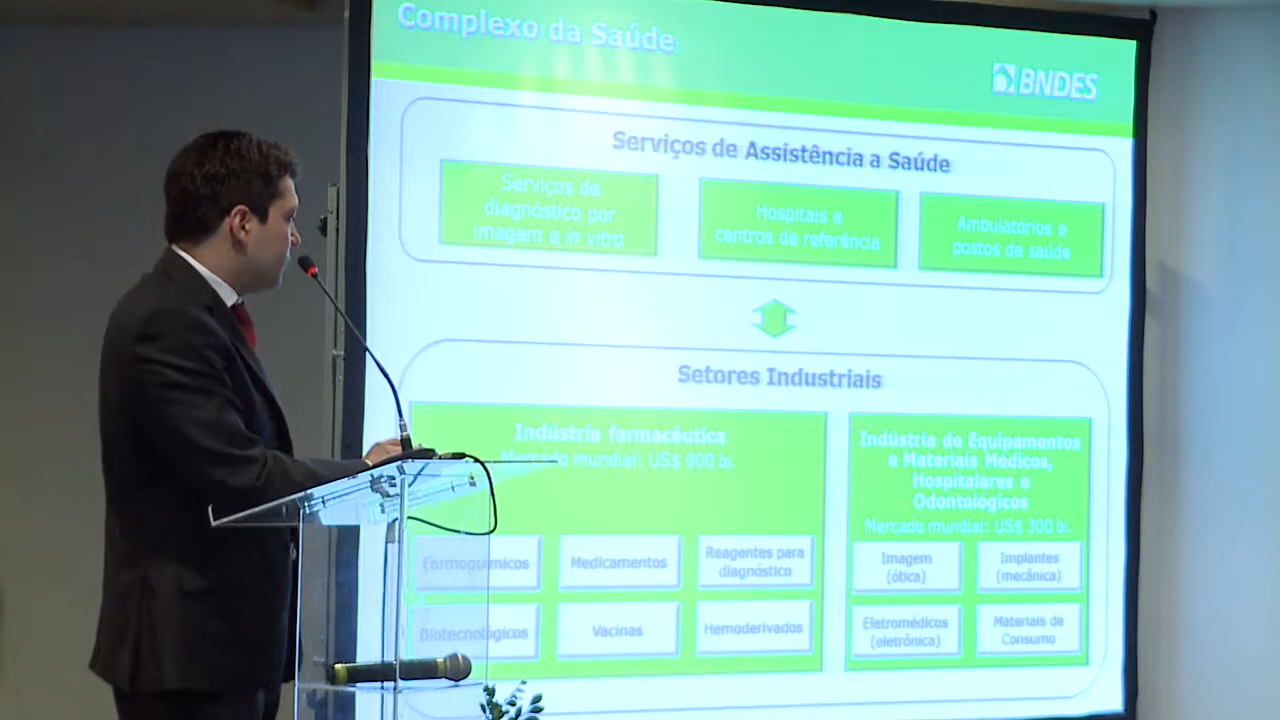 Complexo da Saúde
BNDES
Serviços de Assistência a Saúde
Serviços de
diagnóstico por
imagem e in vitro
Hospitais e
centros de referência
Ambulatórios e
postos de saúde
Setores Industriais
Indústria farmacêutica
Mercado mundial: US$ 900 bi.
Farmoquímicos
Medicamentos
Reagentes para
diagnóstico
Biotecnológicos
Vacinas
Hemoderivados
Indústria de Equipamentos
e Materiais Médicos,
Hospitalares e
Odontológicos
Mercado mundial: US$ 300 bi.
Imagem
(ótica)
Implantes
(mecânica)
Eletromédicos
(eletrônica)
Materiais de
Consumo